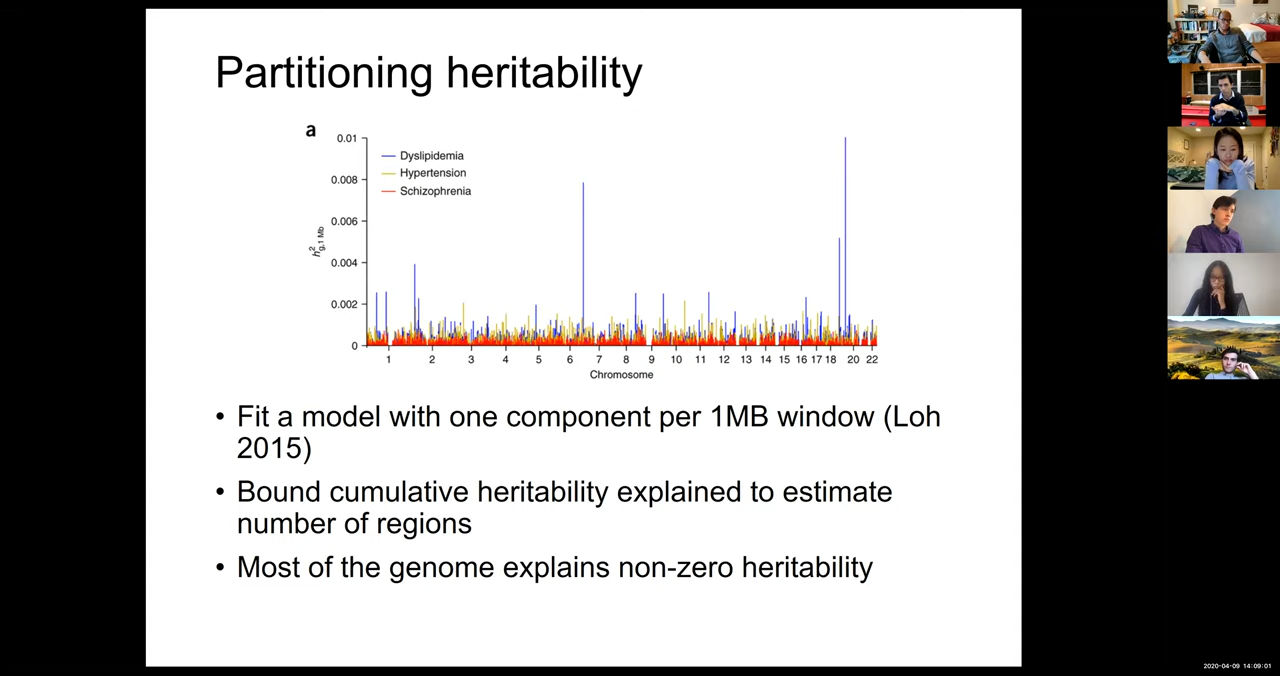 Partitioning heritability
a
0.01
0.008
0.006
0.004
0.002
0
h²g,1 Mb
Dyslipidemia
Hypertension
Schizophrenia
1 2 3 4 5 6 7 8 9 10 11 12 13 14 15 16 17 18 20 22
Chromosome
• Fit a model with one component per 1MB window (Loh
2015)
• Bound cumulative heritability explained to estimate
number of regions
• Most of the genome explains non-zero heritability
2020-04-09 14:09:01